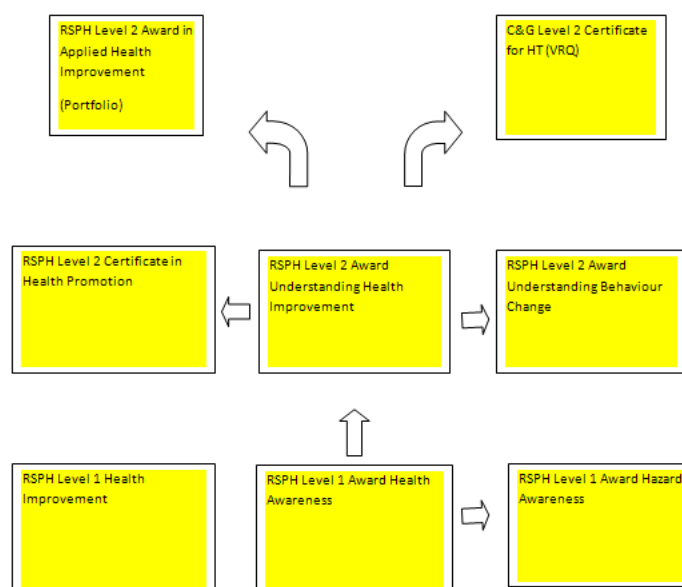 RSPH Level 2 Award in
Applied Health
Improvement
(Portfolio)
C&G Level 2 Certificate
for HT (VRQ)
RSPH Level 2 Certificate in
Health Promotion
RSPH Level 2 Award
Understanding Health
Improvement
RSPH Level 2 Award
Understanding Behaviour
Change
RSPH Level 1 Health
Improvement
RSPH Level 1 Award Health
Awareness
RSPH Level 1 Award Hazard
Awareness